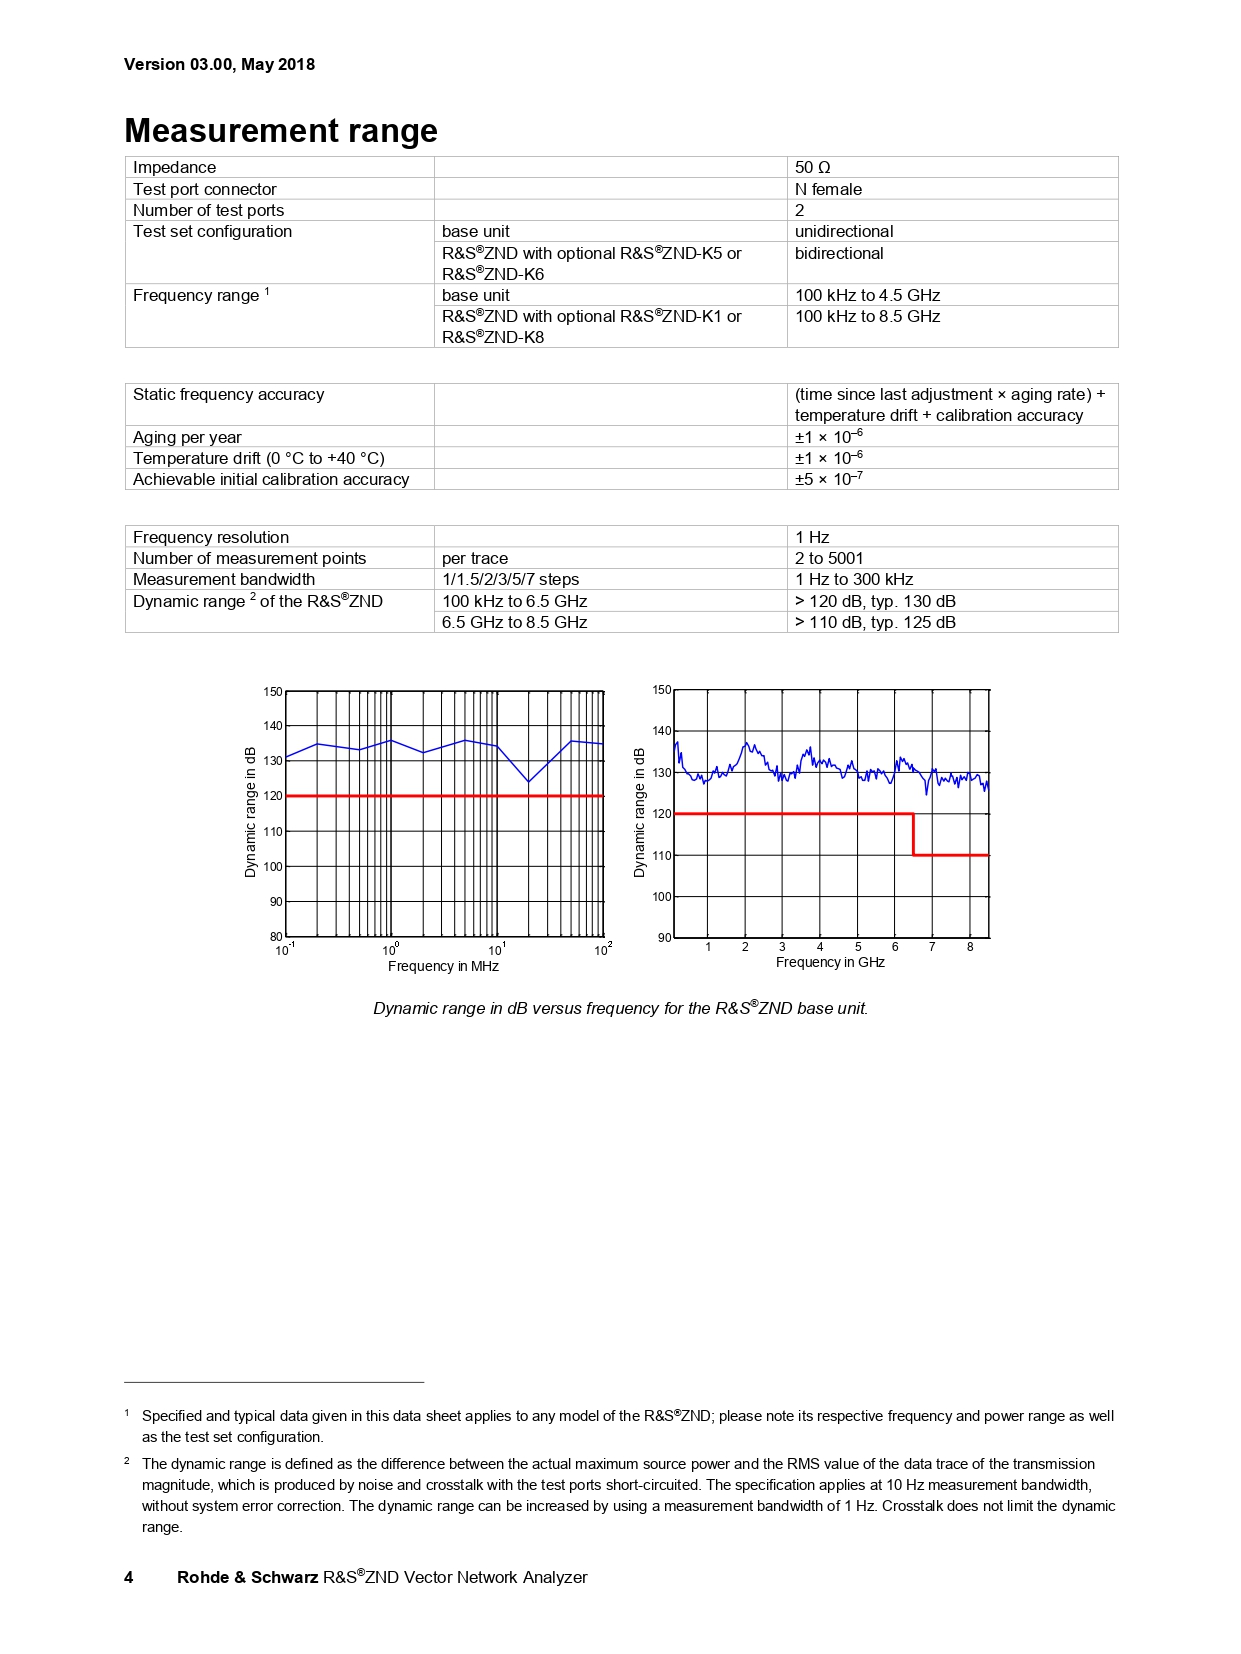 Version 03.00, May 2018
Measurement range
Impedance 50 Ω
Test port connector N female
Number of test ports 2
Test set configuration base unit unidirectional
R&S®ZND with optional R&S®ZND-K5 or bidirectional
R&S®ZND-K6
Frequency range 1 base unit 100 kHz to 4.5 GHz
R&S®ZND with optional R&S®ZND-K1 or 100 kHz to 8.5 GHz
R&S®ZND-K8
Static frequency accuracy (time since last adjustment × aging rate) +
temperature drift + calibration accuracy
Aging per year ±1 × 10⁻⁶
Temperature drift (0 °C to +40 °C) ±1 × 10⁻⁶
Achievable initial calibration accuracy ±5 × 10⁻⁷
Frequency resolution 1 Hz
Number of measurement points per trace 2 to 5001
Measurement bandwidth 1/1.5/2/3/5/7 steps 1 Hz to 300 kHz
Dynamic range 2 of the R&S®ZND 100 kHz to 6.5 GHz > 120 dB, typ. 130 dB
6.5 GHz to 8.5 GHz > 110 dB, typ. 125 dB
Dynamic range in dB
150
140
130
120
110
100
90
80
10⁻¹ 10⁰ 10¹ 10²
Frequency in MHz
Dynamic range in dB
150
140
130
120
110
100
90
1 2 3 4 5 6 7 8
Frequency in GHz
Dynamic range in dB versus frequency for the R&S®ZND base unit.
1 Specified and typical data given in this data sheet applies to any model of the R&S®ZND; please note its respective frequency and power range as well
as the test set configuration.
2 The dynamic range is defined as the difference between the actual maximum source power and the RMS value of the data trace of the transmission
magnitude, which is produced by noise and crosstalk with the test ports short-circuited. The specification applies at 10 Hz measurement bandwidth,
without system error correction. The dynamic range can be increased by using a measurement bandwidth of 1 Hz. Crosstalk does not limit the dynamic
range.
4 Rohde & Schwarz R&S®ZND Vector Network Analyzer